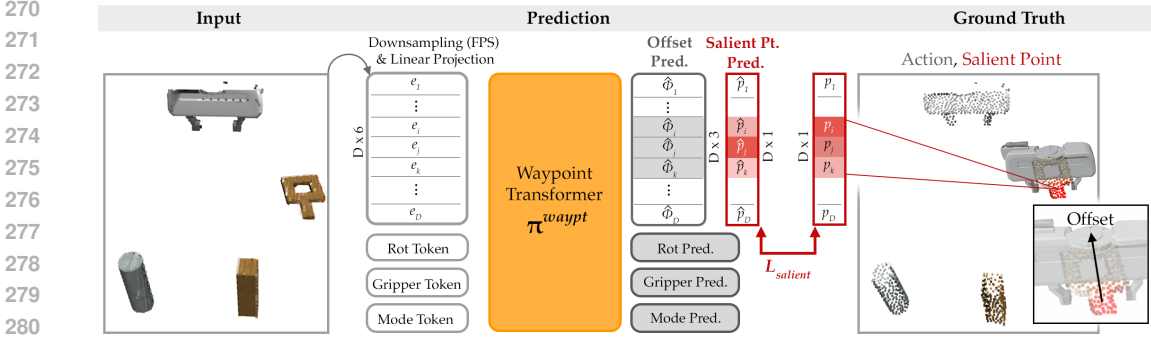 270
271
272
273
274
275
276
277
278
279
280
Input
Prediction
Ground Truth
Downsampling (FPS)
& Linear Projection
Offset
Pred.
Salient Pt.
Pred.
Action, Salient Point
D x 6
e1
⋮
ei
ej
ek
⋮
eD
Rot Token
Gripper Token
Mode Token
Waypoint
Transformer
π^waypt
Φ̂1
⋮
Φ̂i
Φ̂j
Φ̂k
⋮
Φ̂D
D x 3
Rot Pred.
Gripper Pred.
Mode Pred.
p̂1
p̂i
p̂j
p̂k
p̂D
D x 1
L salient
D x 1
p1
pi
pj
pk
pD
Offset